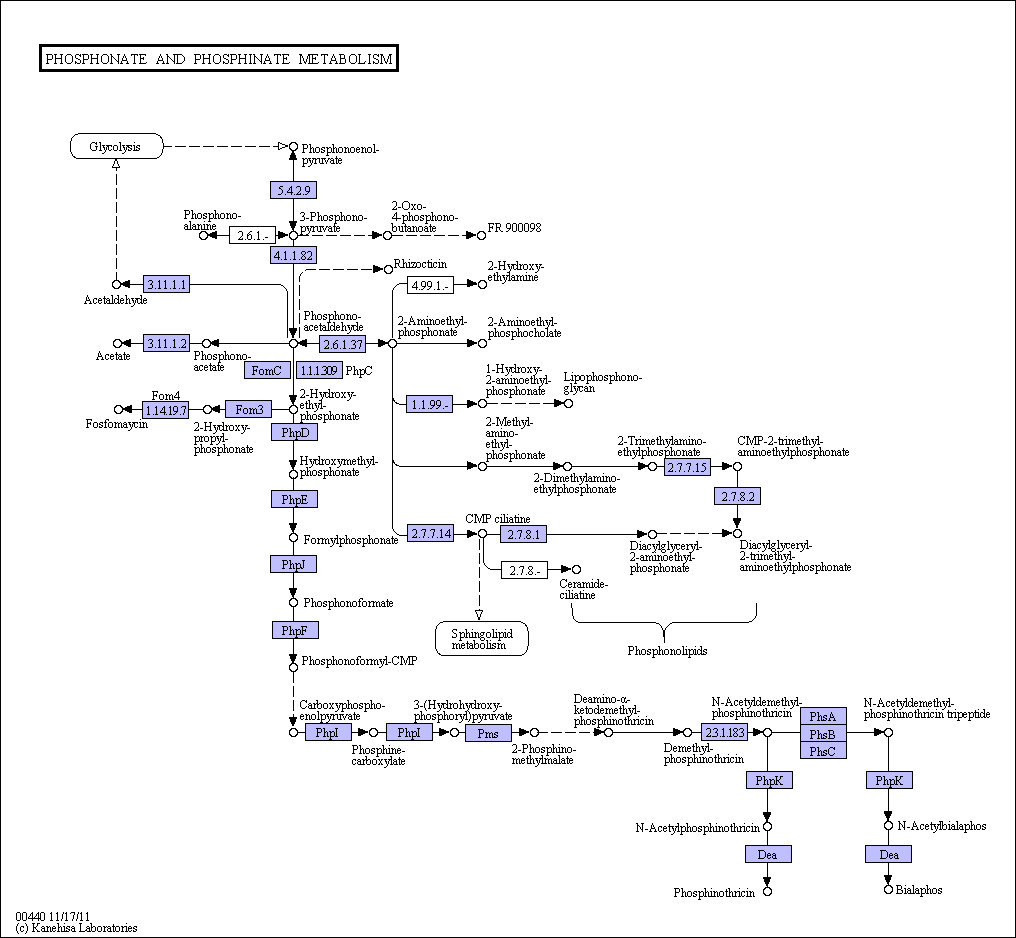 PHOSPHONATE AND PHOSPHINATE METABOLISM
Glycolysis
Phosphonoenol-
pyruvate
5.4.2.9
Phosphono-
alanine
2.6.1.-
3-Phosphono-
pyruvate
2-Oxo-
4-phosphono-
butanoate
FR 900098
4.1.1.82
Rhizocticin
3.11.1.1
Acetaldehyde
4.99.1.-
2-Hydroxy-
ethylamine
Phosphono-
acetaldehyde
2-Aminoethyl-
phosphonate
2-Aminoethyl-
phosphocholate
3.11.1.2
2.6.1.37
Acetate
Phosphono-
acetate
FomC
1.1.1.309
PhpC
1-Hydroxy-
2-aminoethyl-
phosphonate
Lipophosphono-
glycan
Fom4
1.14.19.7
Fom3
2-Hydroxy-
ethyl-
phosphonate
1.1.99.-
Fosfomaycin
2-Hydroxy-
propyl-
phosphonate
PhpD
2-Methyl-
amino-
ethyl-
phosphonate
2-Trimethylamino-
ethylphosphonate
CMP-2-trimethyl-
aminoethylphosphonate
Hydroxymethyl-
phosphonate
2.7.7.15
2-Dimethylamino-
ethylphosphonate
PhpE
2.7.8.2
CMP ciliatine
2.7.7.14
2.7.8.1
Formylphosphonate
Diacylglyceryl-
2-aminoethyl-
phosphonate
Diacylglyceryl-
2-trimethyl-
aminoethylphosphonate
PhpJ
2.7.8.-
Ceramide-
ciliatine
Phosphonoformate
PhpF
Sphingolipid
metabolism
Phosphonolipids
Phosphonoformyl-CMP
Carboxyphospho-
enolpyruvate
3-(Hydrohydroxy-
phosphoryl)pyruvate
Deamino-α-
ketodemethyl-
phosphinothricin
N-Acetyldemethyl-
phosphinothricin
N-Acetyldemethyl-
phosphinothricin tripeptide
PhpI
PhpI
Pms
2.3.1.183
PhsA
PhsB
PhsC
Phosphine-
carboxylate
2-Phosphino-
methylmalate
Demethyl-
phosphinothricin
PhpK
PhpK
N-Acetylphosphinothricin
N-Acetylbialaphos
Dea
Dea
Phosphinothricin
Bialaphos
00440 11/17/11
(c) Kanehisa Laboratories